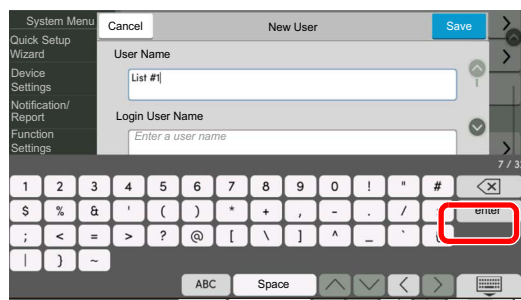 System Menu
Cancel
New User
Save
Quick Setup
Wizard
User Name
Device
Settings
List #1
Notification/
Report
Login User Name
Function
Settings
Enter a user name
7 / 32
1 2 3 4 5 6 7 8 9 0 ! " #
$ % & ' ( ) * + , - . / enter
; < = > ? @ [ \ ] ^ _ ` {
| } ~
ABC Space